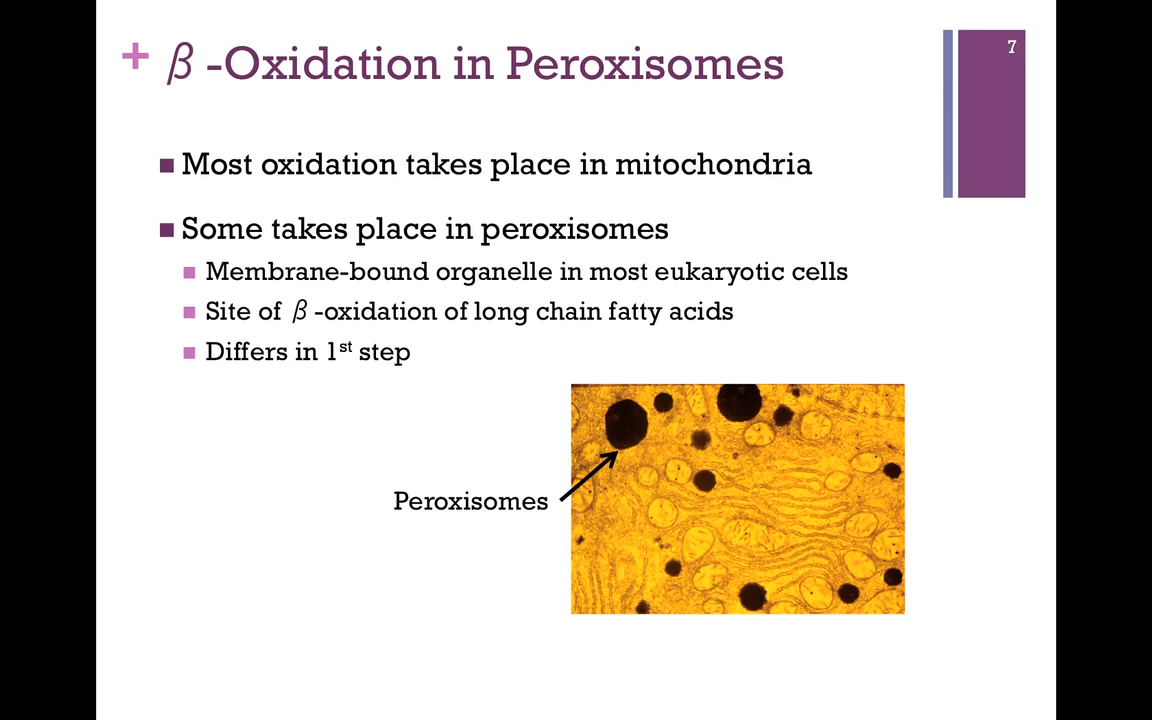 + β -Oxidation in Peroxisomes
7
Most oxidation takes place in mitochondria
Some takes place in peroxisomes
Membrane-bound organelle in most eukaryotic cells
Site of β -oxidation of long chain fatty acids
Differs in 1st step
Peroxisomes